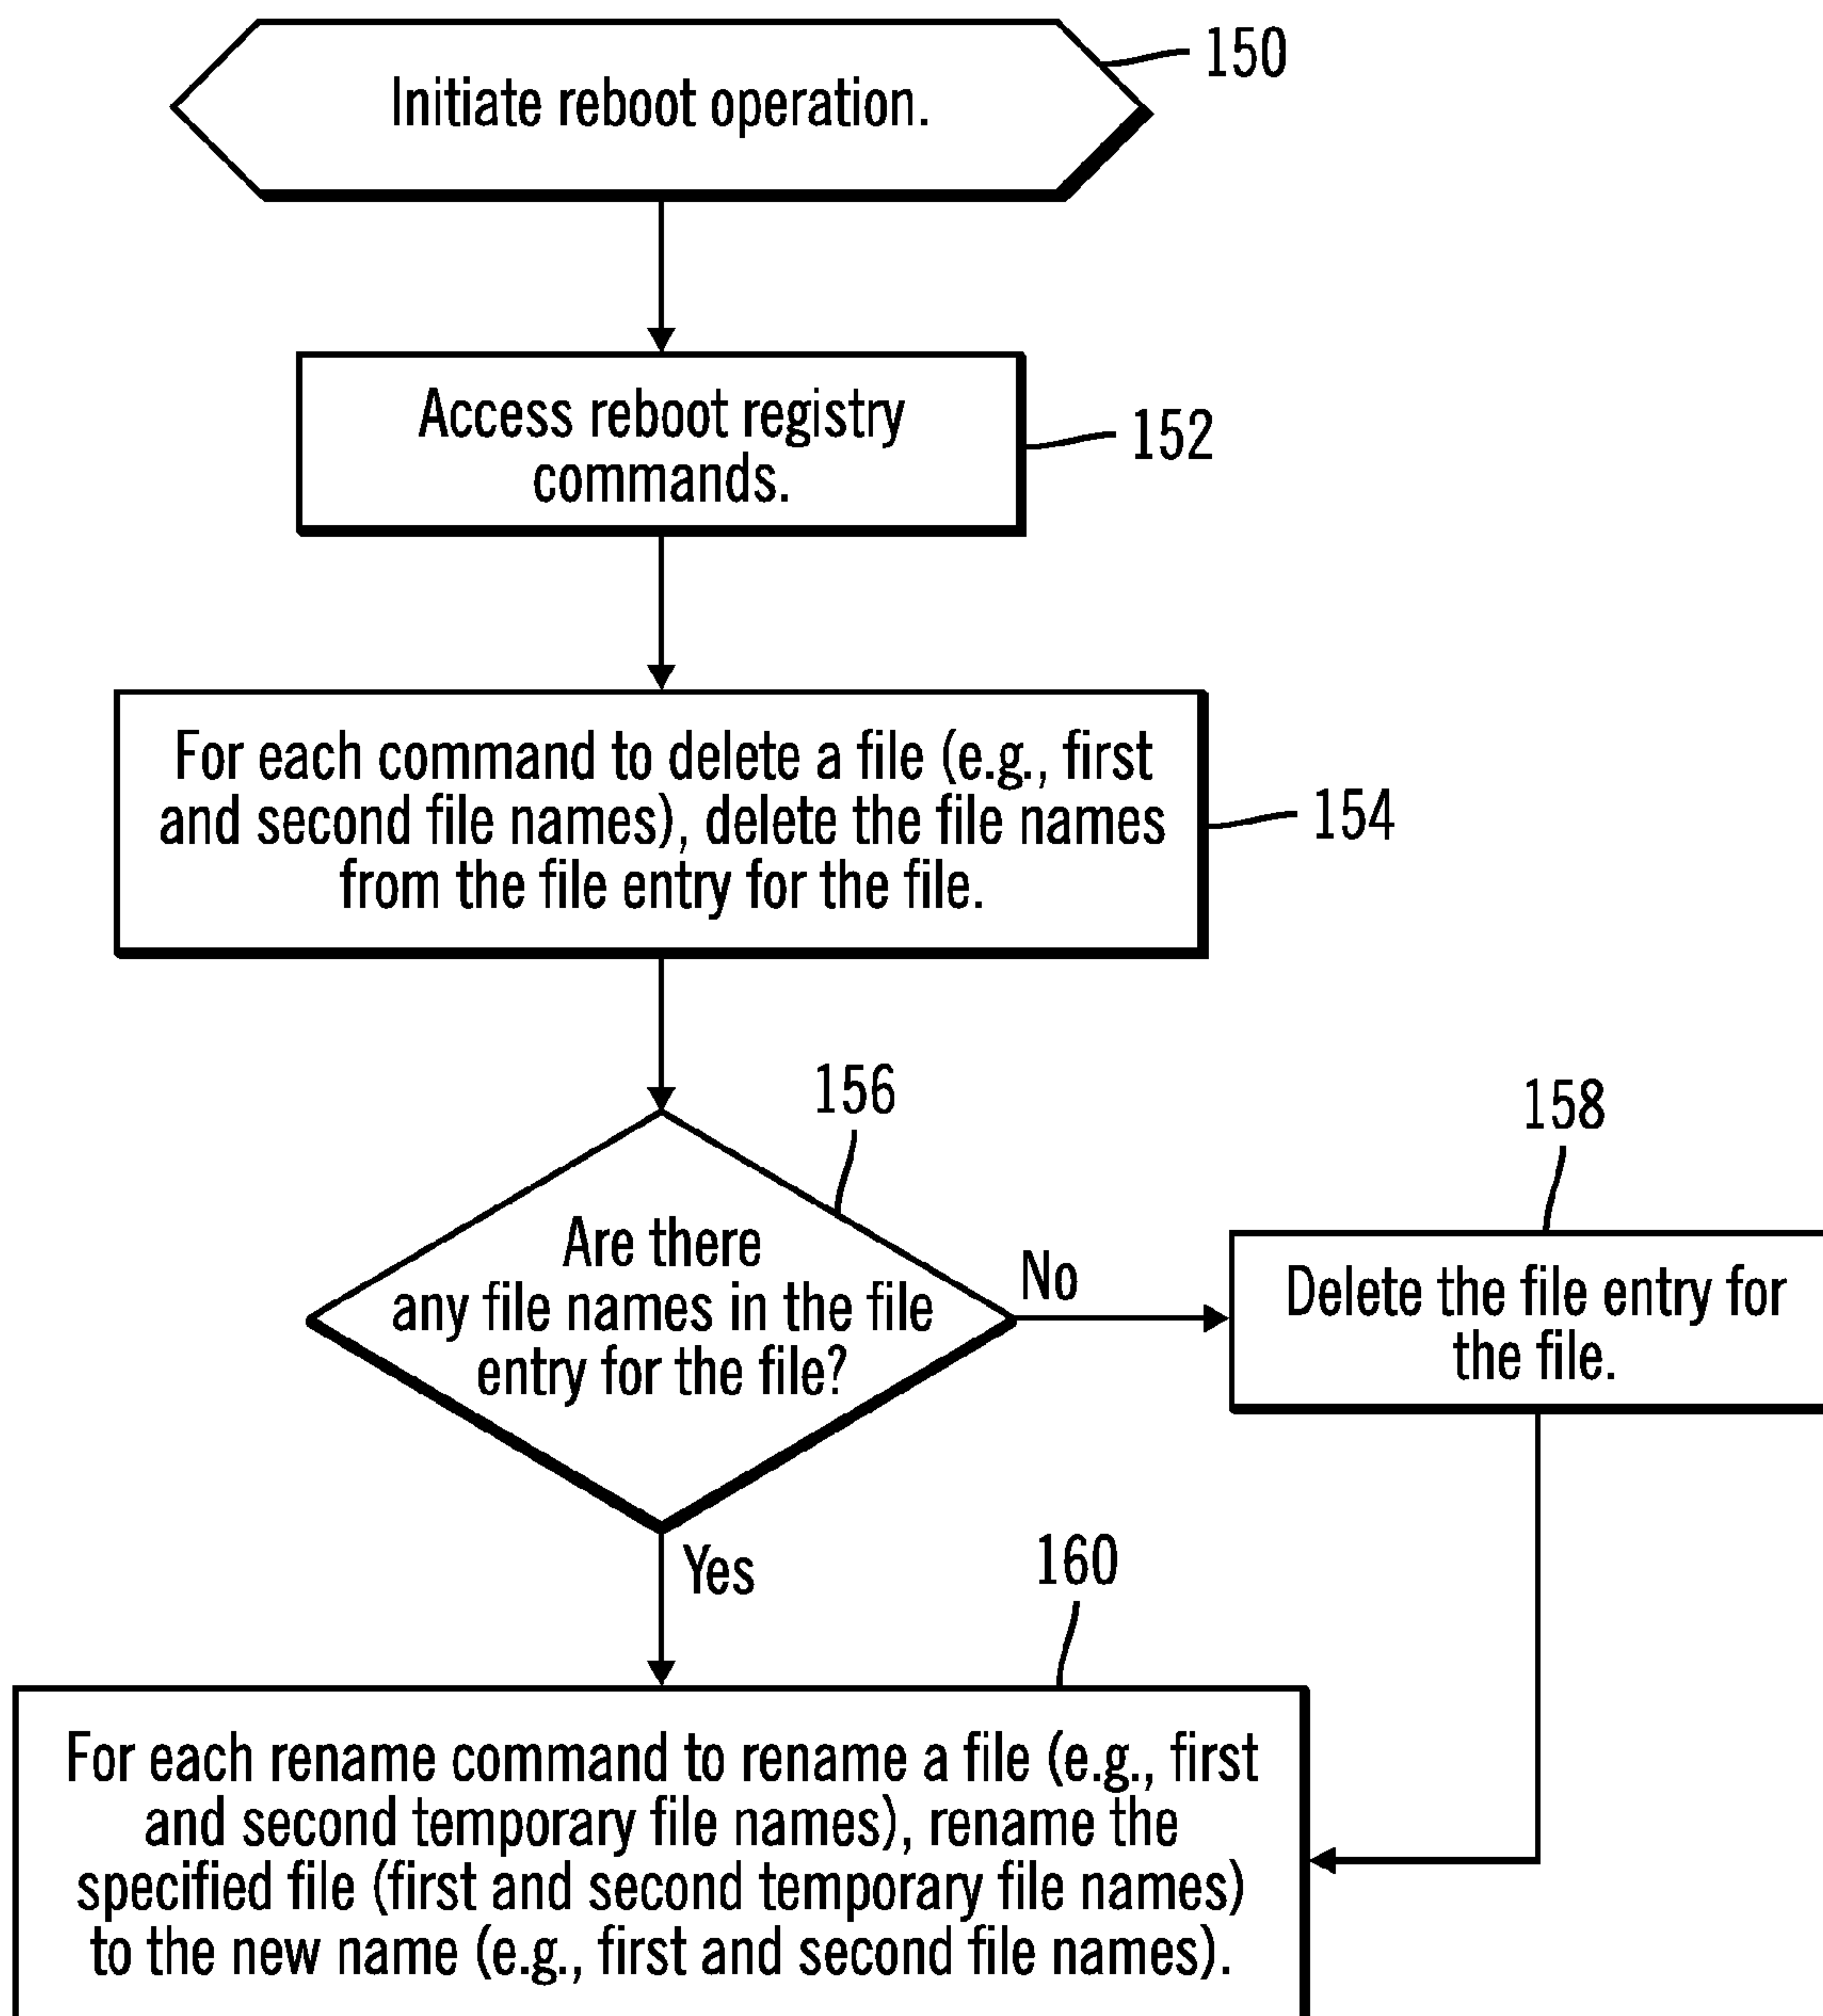 Initiate reboot operation.
150
Access reboot registry
commands.
152
For each command to delete a file (e.g., first
and second file names), delete the file names
from the file entry for the file.
154
156
Are there
any file names in the file
entry for the file?
No
158
Delete the file entry for
the file.
Yes
160
For each rename command to rename a file (e.g., first
and second temporary file names), rename the
specified file (first and second temporary file names)
to the new name (e.g., first and second file names).